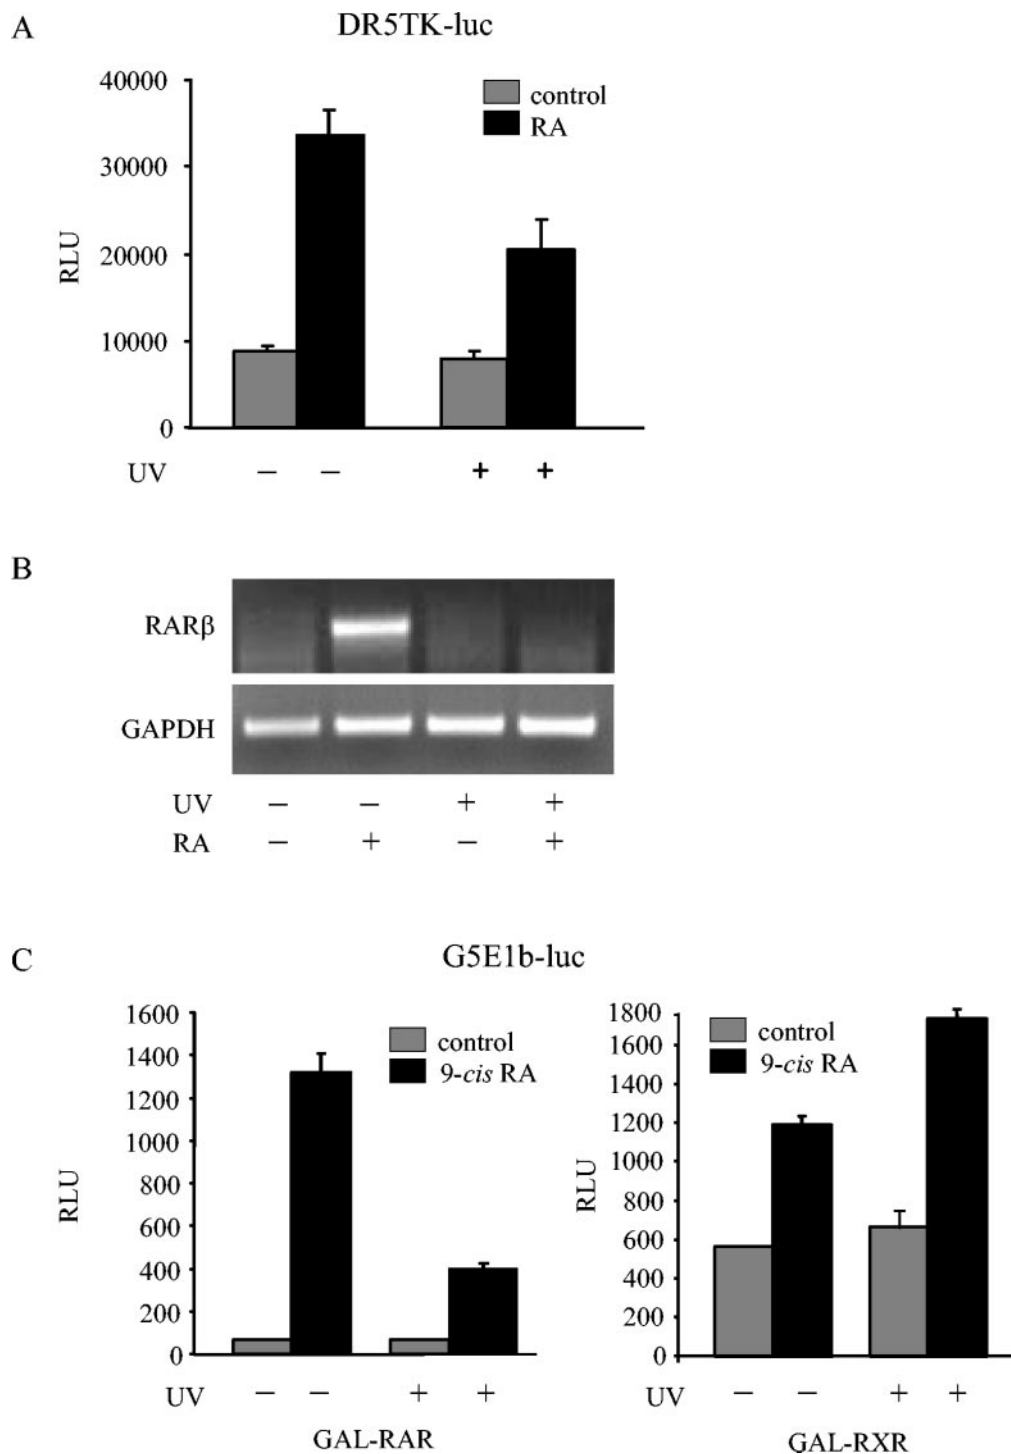 A
DR5TK-luc
40000
30000
20000
10000
0
RLU
control
RA
UV − − + +
B
RARβ
GAPDH
UV − − + +
RA − + − +
C
G5E1b-luc
1600
1400
1200
1000
800
600
400
200
0
RLU
control
9-cis RA
UV − − + +
GAL-RAR
1800
1600
1400
1200
1000
800
600
400
200
0
RLU
control
9-cis RA
UV − − + +
GAL-RXR